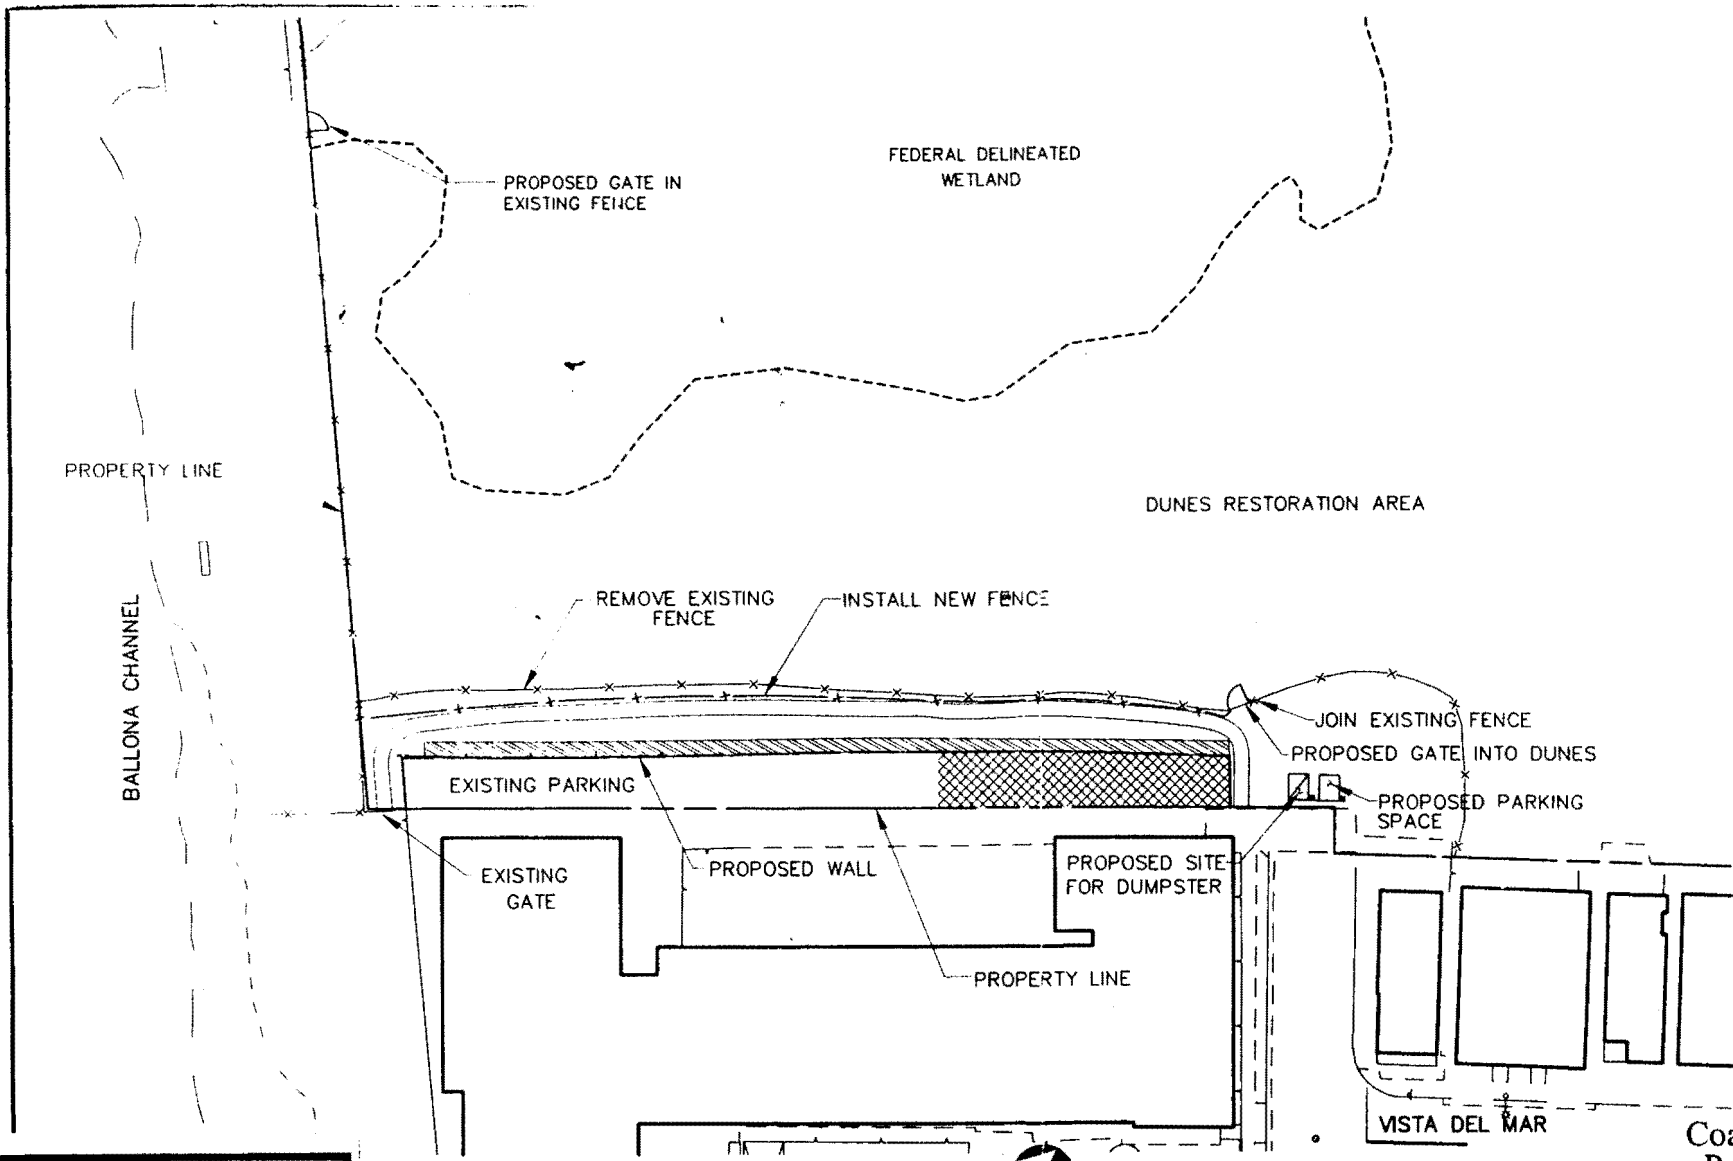 FEDERAL DELINEATED
WETLAND
PROPOSED GATE IN
EXISTING FENCE
PROPERTY LINE
DUNES RESTORATION AREA
REMOVE EXISTING
FENCE
INSTALL NEW FENCE
BALLONA CHANNEL
JOIN EXISTING FENCE
PROPOSED GATE INTO DUNES
EXISTING PARKING
PROPOSED PARKING
SPACE
PROPOSED WALL
PROPOSED SITE
FOR DUMPSTER
EXISTING
GATE
PROPERTY LINE
VISTA DEL MAR
Coa